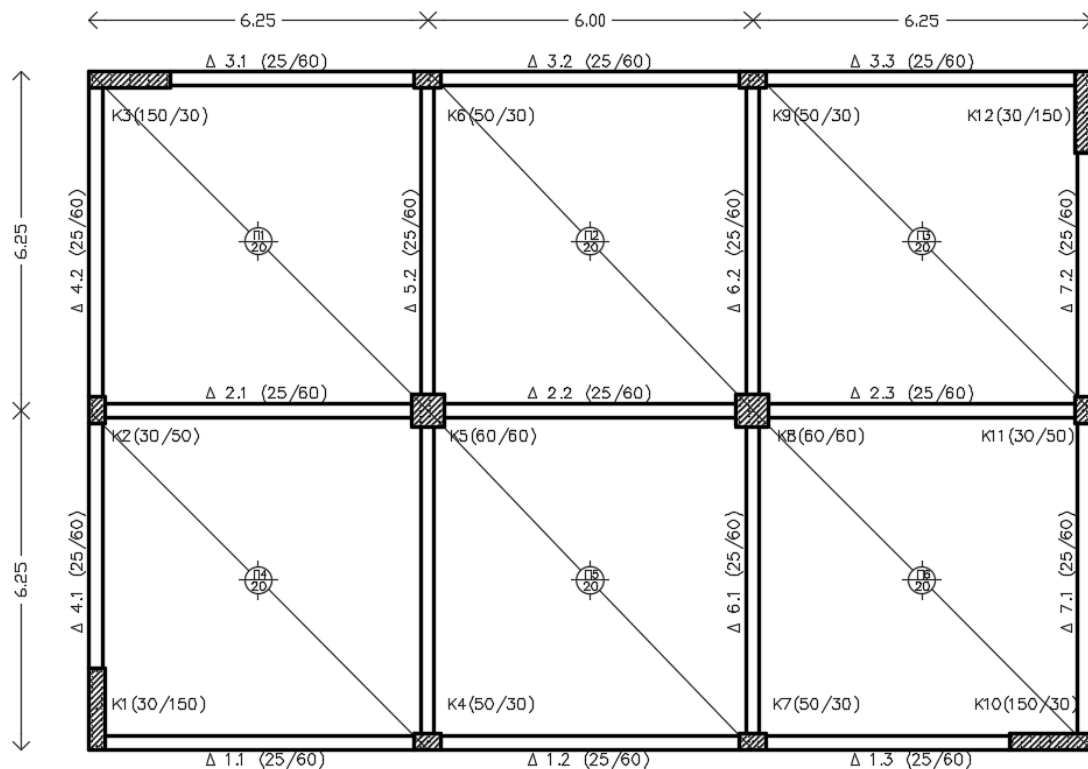 6.25 6.00 6.25
Δ 3.1 (25/60) Δ 3.2 (25/60) Δ 3.3 (25/60)
K3(150/30) K6(50/30) K9(50/30) K12(30/150)
6.25
Δ 4.2 (25/60)
Δ 5.2 (25/60)
Δ 6.2 (25/60)
Δ 7.2 (25/60)
Π1 Π2 Π3
20 20 20
Δ 2.1 (25/60) Δ 2.2 (25/60) Δ 2.3 (25/60)
K2(30/50) K5(60/60) K8(60/60) K11(30/50)
6.25
Δ 4.1 (25/60)
Δ 6.1 (25/60)
Δ 7.1 (25/60)
Π4 Π5 Π6
20 20 20
K1(30/150) K4(50/30) K7(50/30) K10(150/30)
Δ 1.1 (25/60) Δ 1.2 (25/60) Δ 1.3 (25/60)